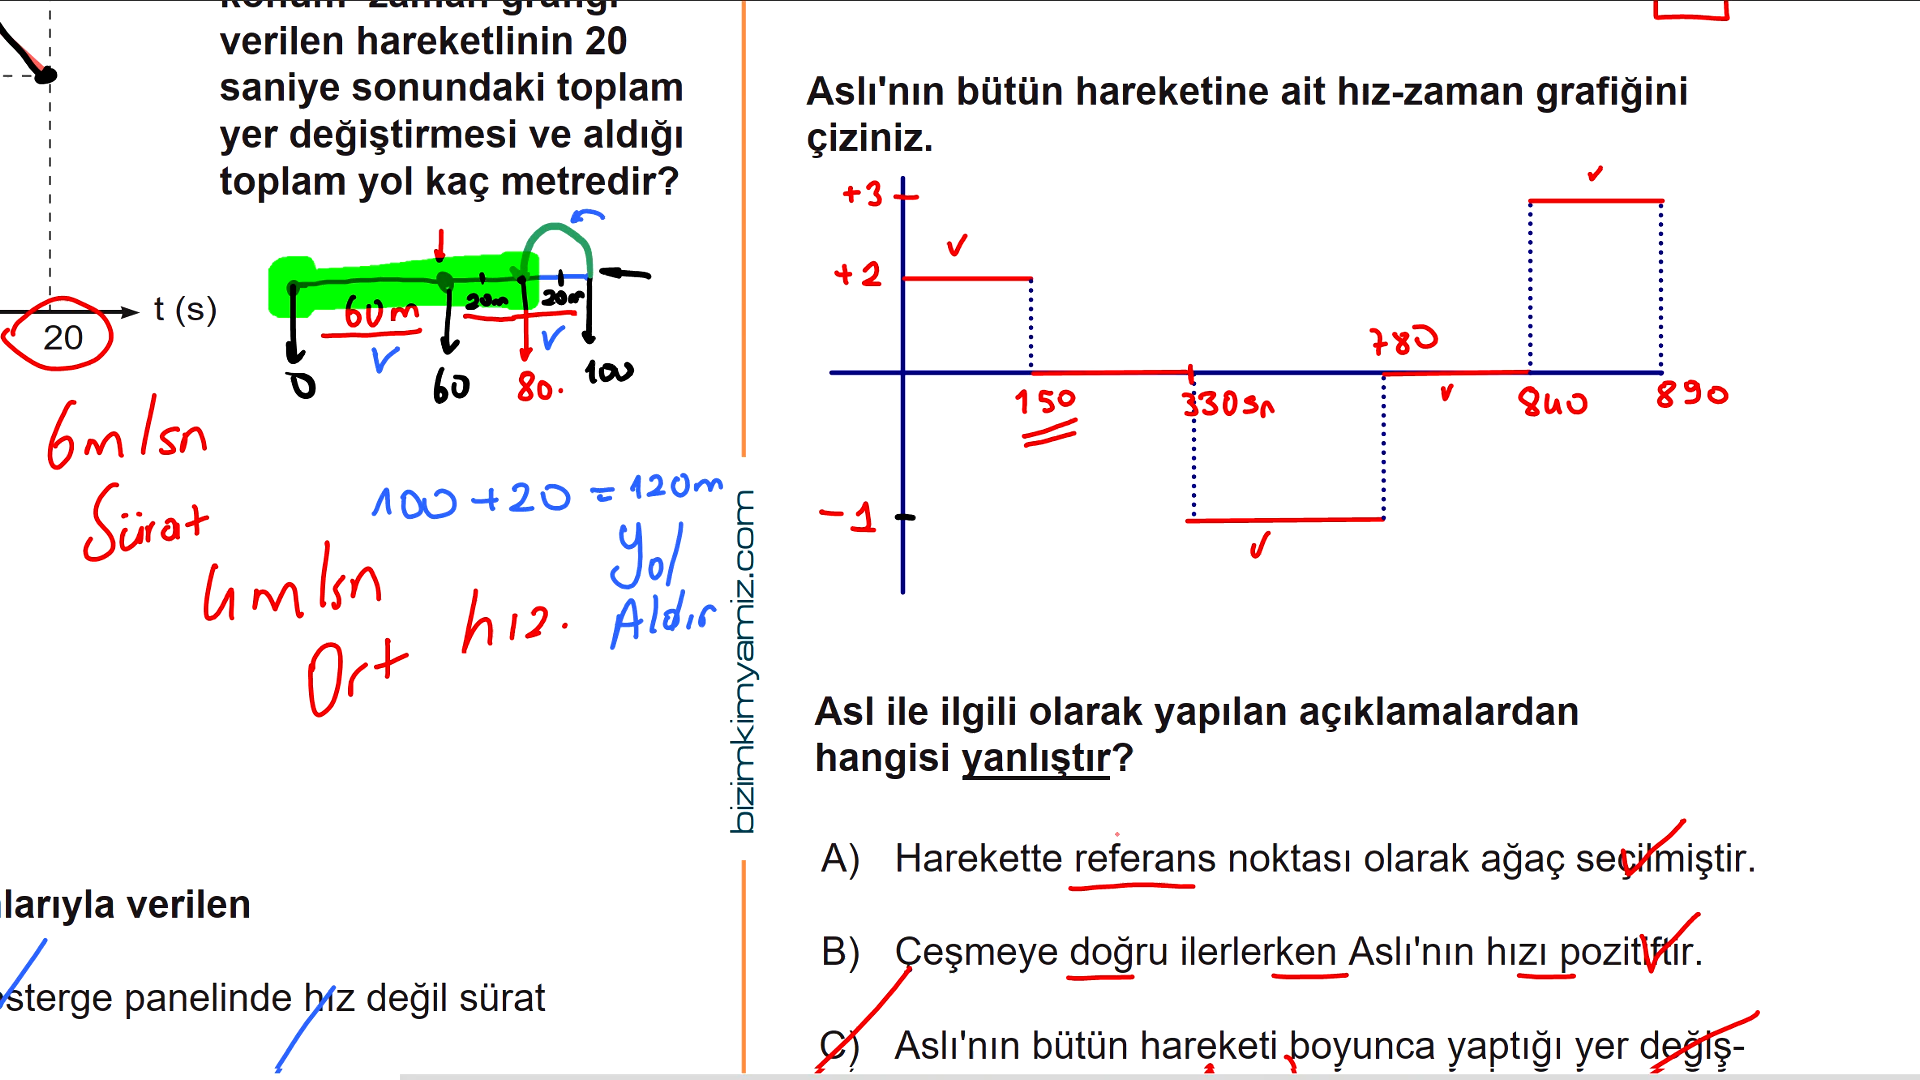 konum-zaman grafiği
verilen hareketlinin 20
saniye sonundaki toplam
yer değiştirmesi ve aldığı
toplam yol kaç metredir?
t (s)
20
60m
20m
20m
0
60
80.
100
6m/sn
Sürat
100+20=120m
yol
Aldır
4m/sn
Ort hız.
larıyla verilen
sterge panelinde hız değil sürat
bizimkimyamiz.com
Aslı'nın bütün hareketine ait hız-zaman grafiğini
çiziniz.
+3
+2
780
150
330sn
840
890
-1
Asl ile ilgili olarak yapılan açıklamalardan
hangisi yanlıştır?
A) Harekette referans noktası olarak ağaç seçilmiştir.
B) Çeşmeye doğru ilerlerken Aslı'nın hızı pozitiftir.
C) Aslı'nın bütün hareketi boyunca yaptığı yer değiş-